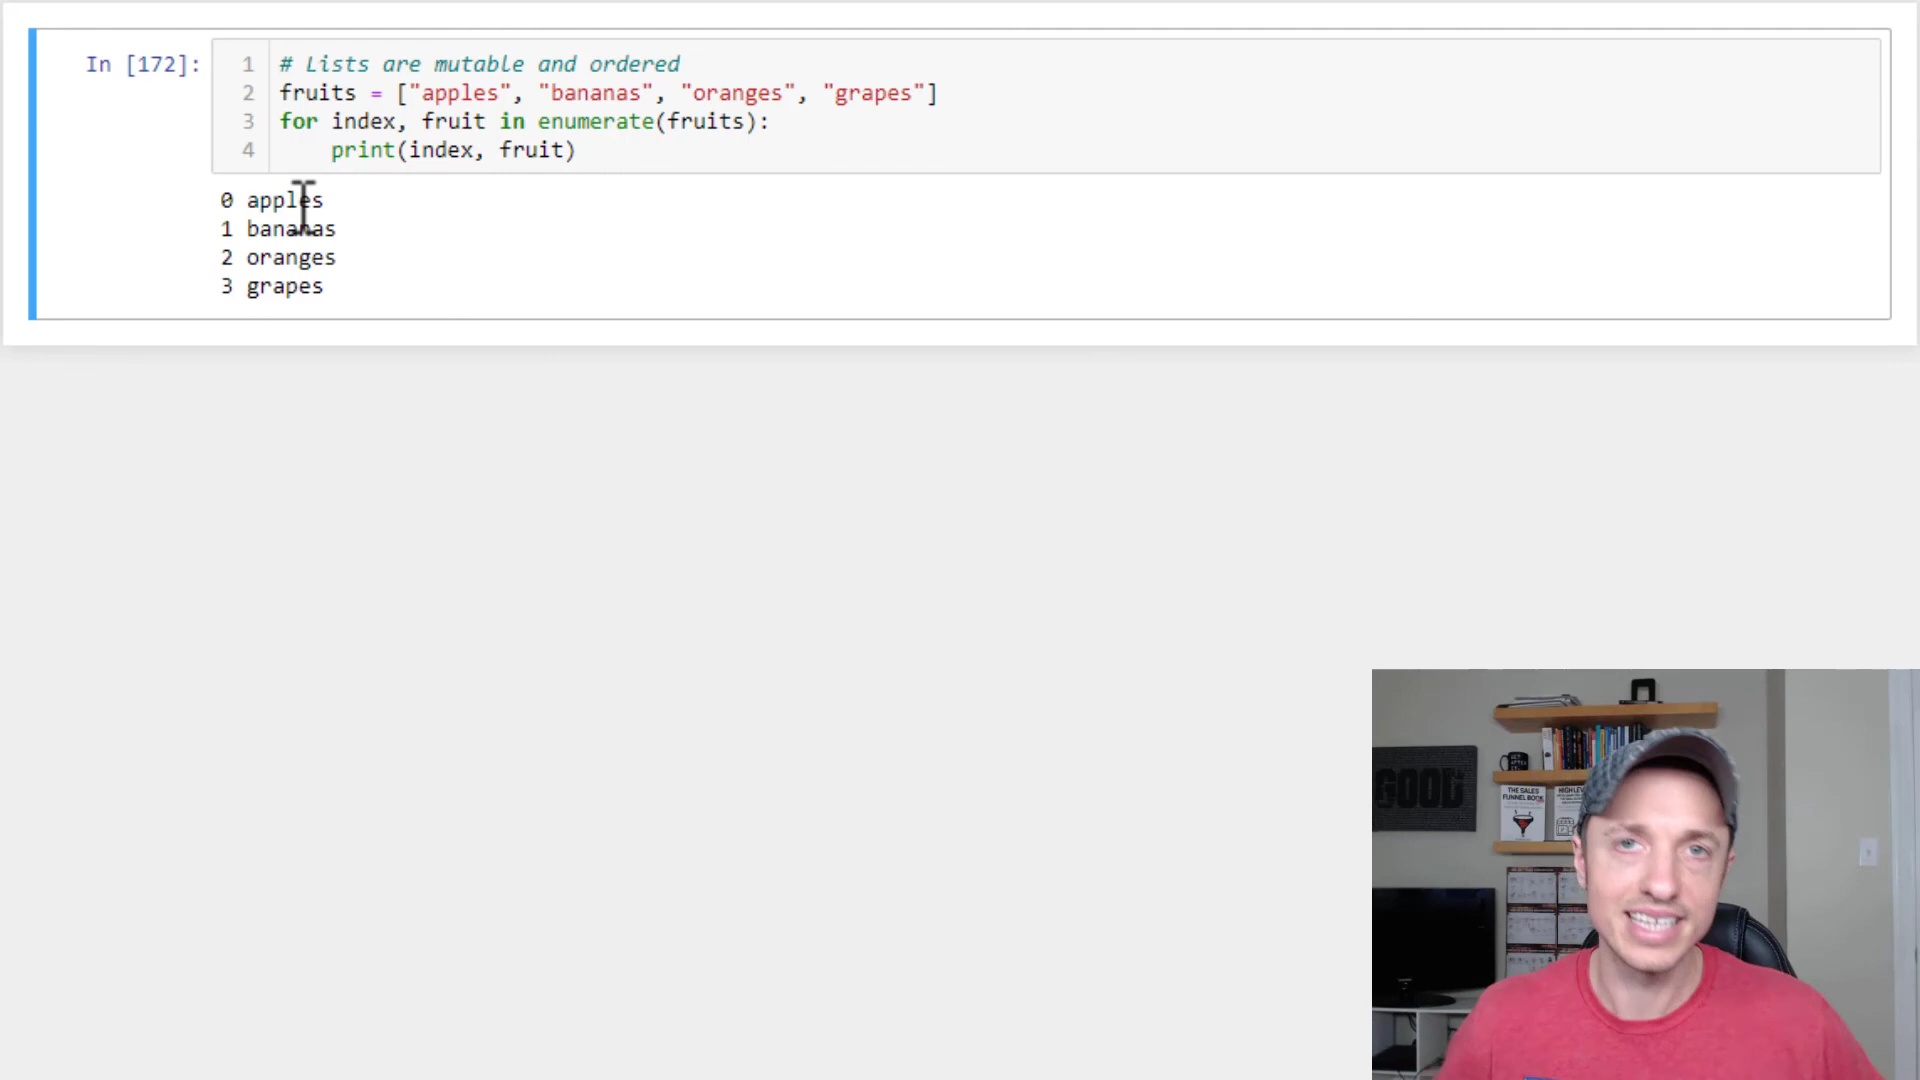 In [172]:
1 # Lists are mutable and ordered
2 fruits = ["apples", "bananas", "oranges", "grapes"]
3 for index, fruit in enumerate(fruits):
4     print(index, fruit)
0 apples
1 bananas
2 oranges
3 grapes
GOOD
THE SALES
FUNNEL BOOK